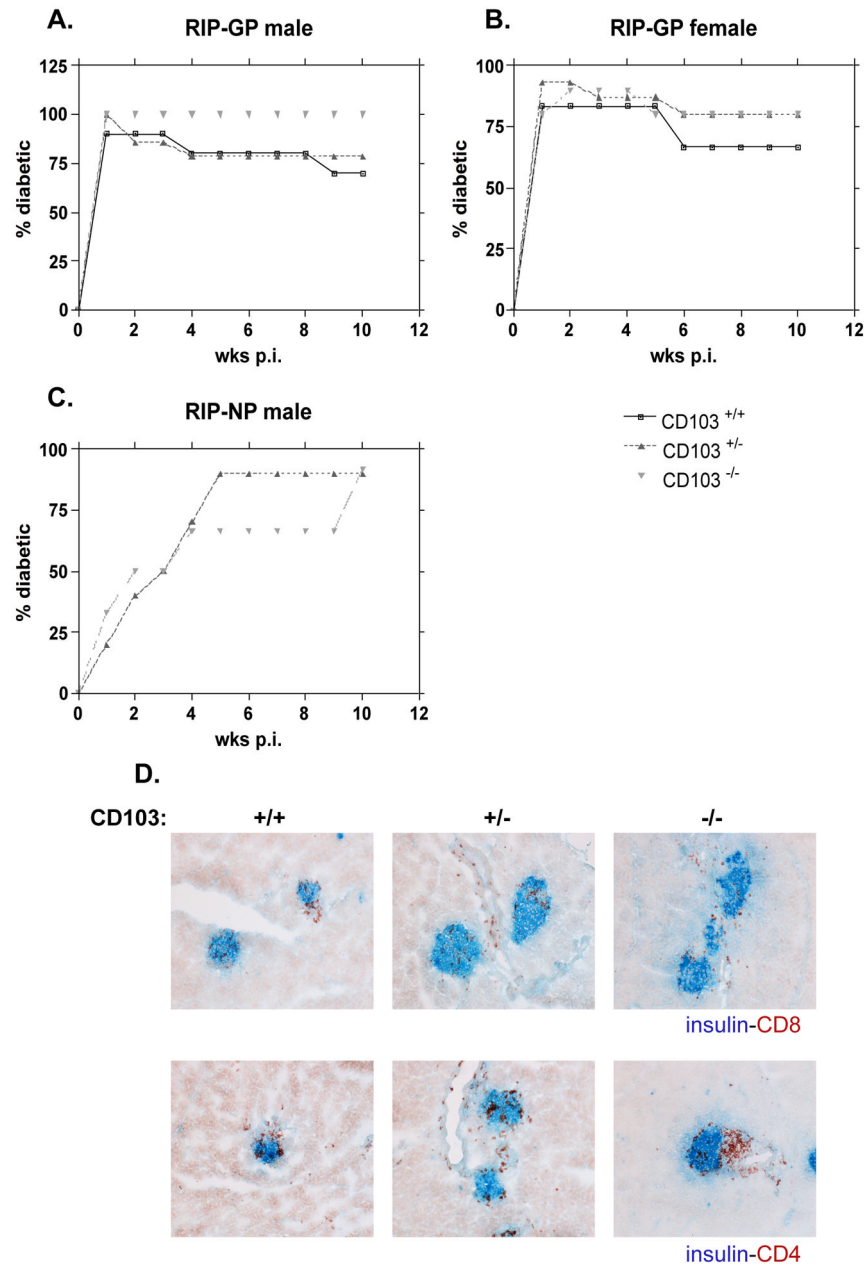 A.
RIP-GP male
125
100
75
50
25
0
% diabetic
0 2 4 6 8 10 12
wks p.i.
B.
RIP-GP female
100
75
50
25
0
% diabetic
0 2 4 6 8 10 12
wks p.i.
C.
RIP-NP male
100
75
50
25
0
% diabetic
0 2 4 6 8 10 12
wks p.i.
CD103 +/+
CD103 +/-
CD103 -/-
D.
CD103: +/+ +/- -/-
insulin-CD8
insulin-CD4